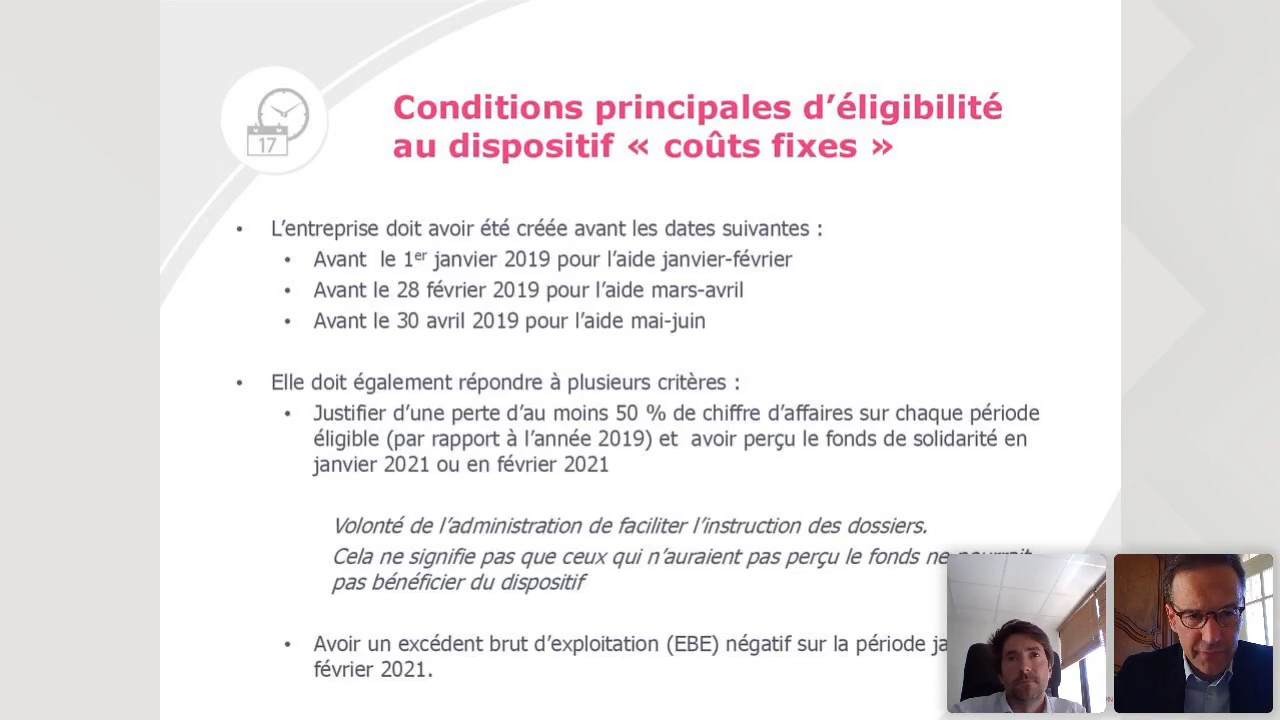 17
Conditions principales d’éligibilité
au dispositif « coûts fixes »
• L’entreprise doit avoir été créée avant les dates suivantes :
• Avant le 1er janvier 2019 pour l’aide janvier-février
• Avant le 28 février 2019 pour l’aide mars-avril
• Avant le 30 avril 2019 pour l’aide mai-juin
• Elle doit également répondre à plusieurs critères :
• Justifier d’une perte d’au moins 50 % de chiffre d’affaires sur chaque période
éligible (par rapport à l’année 2019) et avoir perçu le fonds de solidarité en
janvier 2021 ou en février 2021
Volonté de l’administration de faciliter l’instruction des dossiers.
Cela ne signifie pas que ceux qui n’auraient pas perçu le fonds ne pourrait
pas bénéficier du dispositif
• Avoir un excédent brut d’exploitation (EBE) négatif sur la période
février 2021.